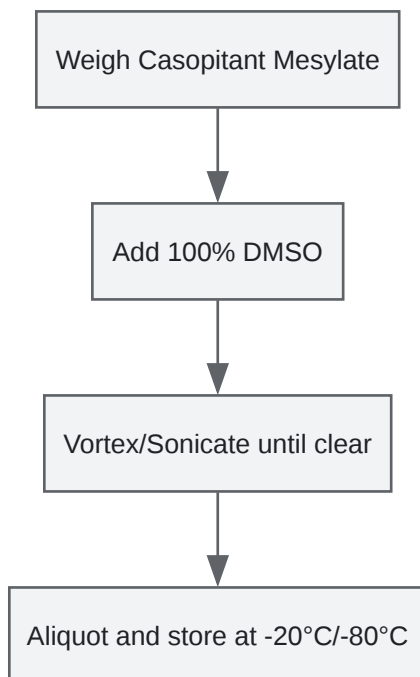 Weigh Casopitant Mesylate
Add 100% DMSO
Vortex/Sonicate until clear
Aliquot and store at -20°C/-80°C